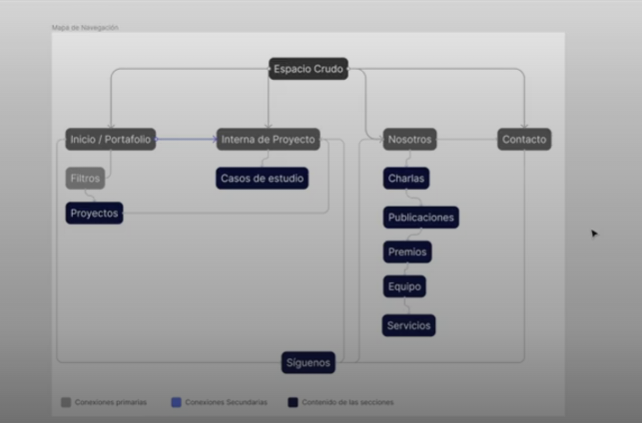 Mapa de Navegación
Espacio Crudo
Inicio / Portafolio
Interna de Proyecto
Nosotros
Contacto
Filtros
Casos de estudio
Charlas
Proyectos
Publicaciones
Premios
Equipo
Servicios
Síguenos
Conexiones primarias
Conexiones Secundarias
Contenido de las secciones